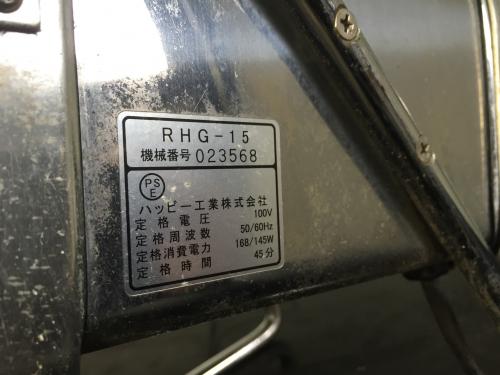 RHG-15
機械番号 023568
PS
E
ハッピー工業株式会社
定格電圧 100V
定格周波数 50/60Hz
定格消費電力 168/145W
定格時間 45分